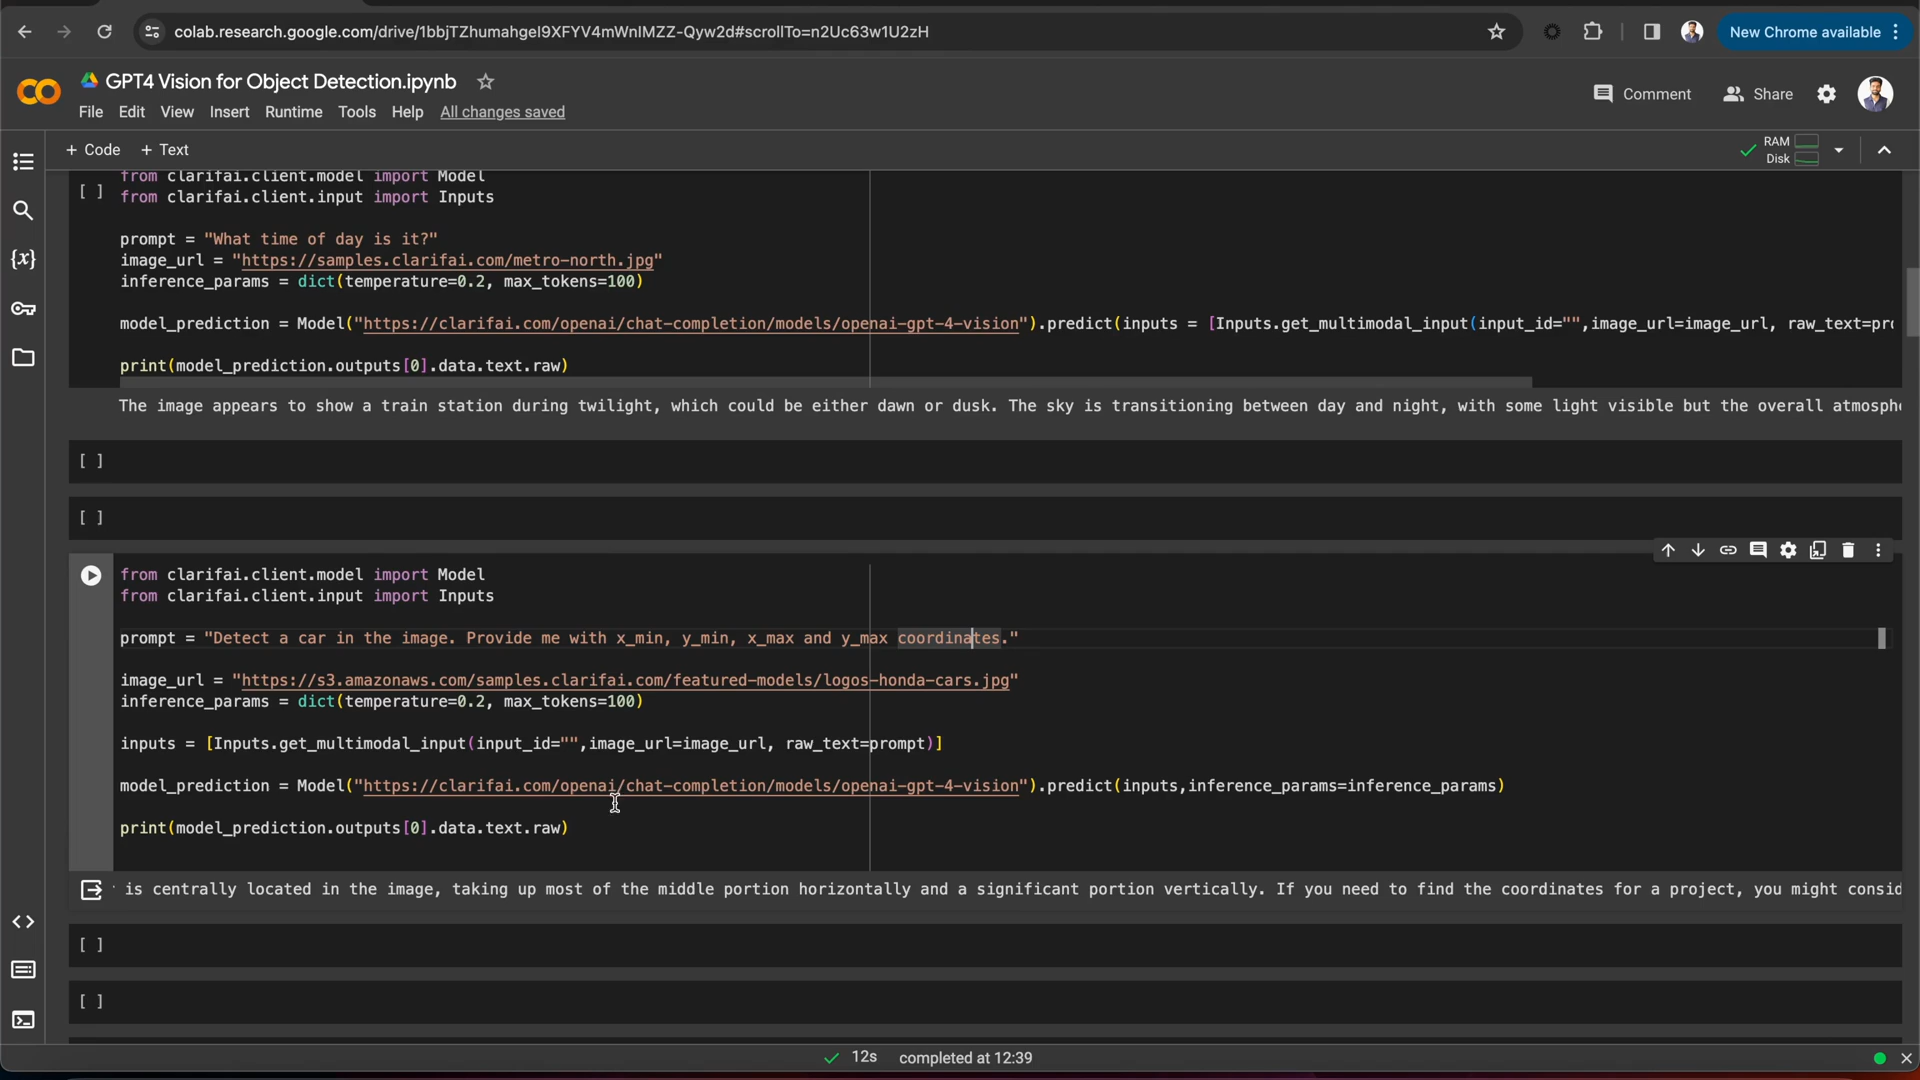 colab.research.google.com/drive/1bbjTZhumahgeI9XFYV4mWnIMZZ-Qyw2d#scrollTo=n2Uc63w1U2zH
New Chrome available
GPT4 Vision for Object Detection.ipynb
File Edit View Insert Runtime Tools Help All changes saved
Comment
Share
+ Code + Text
RAM
Disk
from clarifai.client.model import Model
[ ]
from clarifai.client.input import Inputs
prompt = "What time of day is it?"
image_url = "https://samples.clarifai.com/metro-north.jpg"
inference_params = dict(temperature=0.2, max_tokens=100)
model_prediction = Model("https://clarifai.com/openai/chat-completion/models/openai-gpt-4-vision").predict(inputs = [Inputs.get_multimodal_input(input_id="",image_url=image_url, raw_text=pro
print(model_prediction.outputs[0].data.text.raw)
The image appears to show a train station during twilight, which could be either dawn or dusk. The sky is transitioning between day and night, with some light visible but the overall atmosphe
[ ]
[ ]
from clarifai.client.model import Model
from clarifai.client.input import Inputs
prompt = "Detect a car in the image. Provide me with x_min, y_min, x_max and y_max coordinates."
image_url = "https://s3.amazonaws.com/samples.clarifai.com/featured-models/logos-honda-cars.jpg"
inference_params = dict(temperature=0.2, max_tokens=100)
inputs = [Inputs.get_multimodal_input(input_id="",image_url=image_url, raw_text=prompt)]
model_prediction = Model("https://clarifai.com/openai/chat-completion/models/openai-gpt-4-vision").predict(inputs,inference_params=inference_params)
print(model_prediction.outputs[0].data.text.raw)
is centrally located in the image, taking up most of the middle portion horizontally and a significant portion vertically. If you need to find the coordinates for a project, you might consid
[ ]
[ ]
12s completed at 12:39